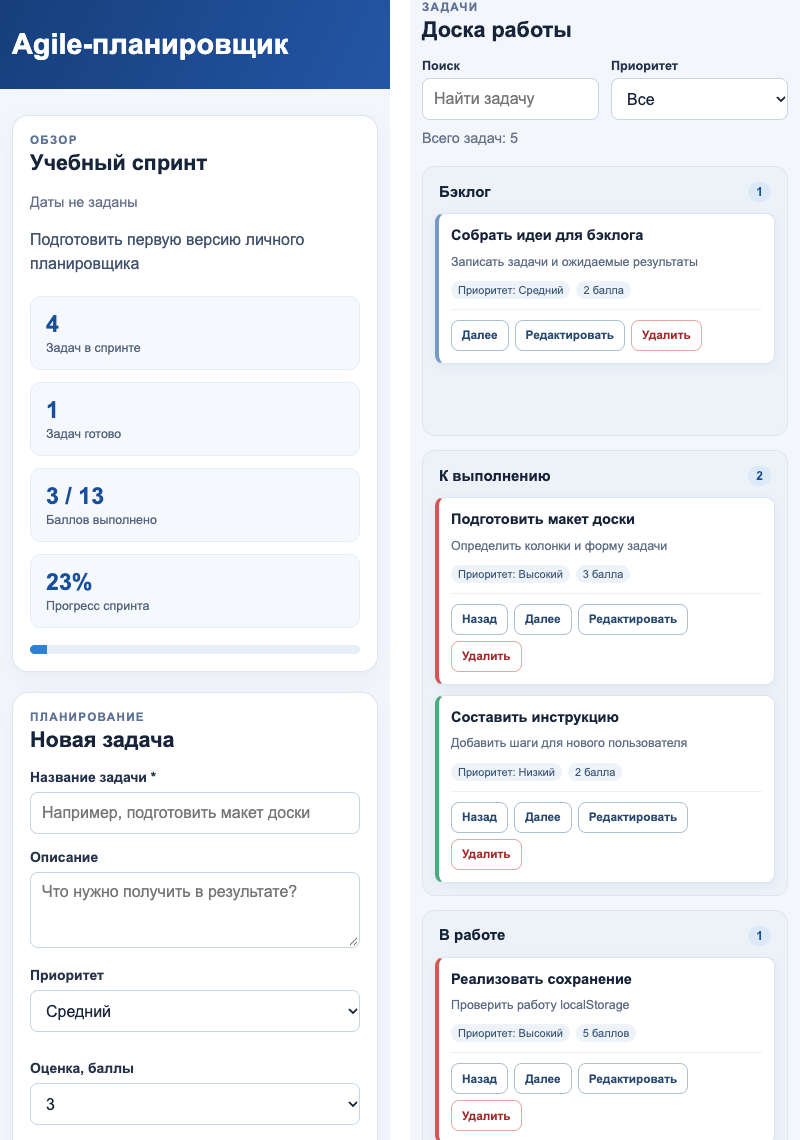 Agile-планировщик
ОБЗОР
Учебный спринт
Даты не заданы
Подготовить первую версию личного
планировщика
4
Задач в спринте
1
Задач готово
3 / 13
Баллов выполнено
23%
Прогресс спринта
ПЛАНИРОВАНИЕ
Новая задача
Название задачи *
Например, подготовить макет доски
Описание
Что нужно получить в результате?
Приоритет
Средний
Оценка, баллы
3
ЗАДАЧИ
Доска работы
Поиск
Приоритет
Найти задачу
Все
Всего задач: 5
Бэклог
1
Собрать идеи для бэклога
Записать задачи и ожидаемые результаты
Приоритет: Средний
2 балла
Далее
Редактировать
Удалить
К выполнению
2
Подготовить макет доски
Определить колонки и форму задачи
Приоритет: Высокий
3 балла
Назад
Далее
Редактировать
Удалить
Составить инструкцию
Добавить шаги для нового пользователя
Приоритет: Низкий
2 балла
Назад
Далее
Редактировать
Удалить
В работе
1
Реализовать сохранение
Проверить работу localStorage
Приоритет: Высокий
5 баллов
Назад
Далее
Редактировать
Удалить